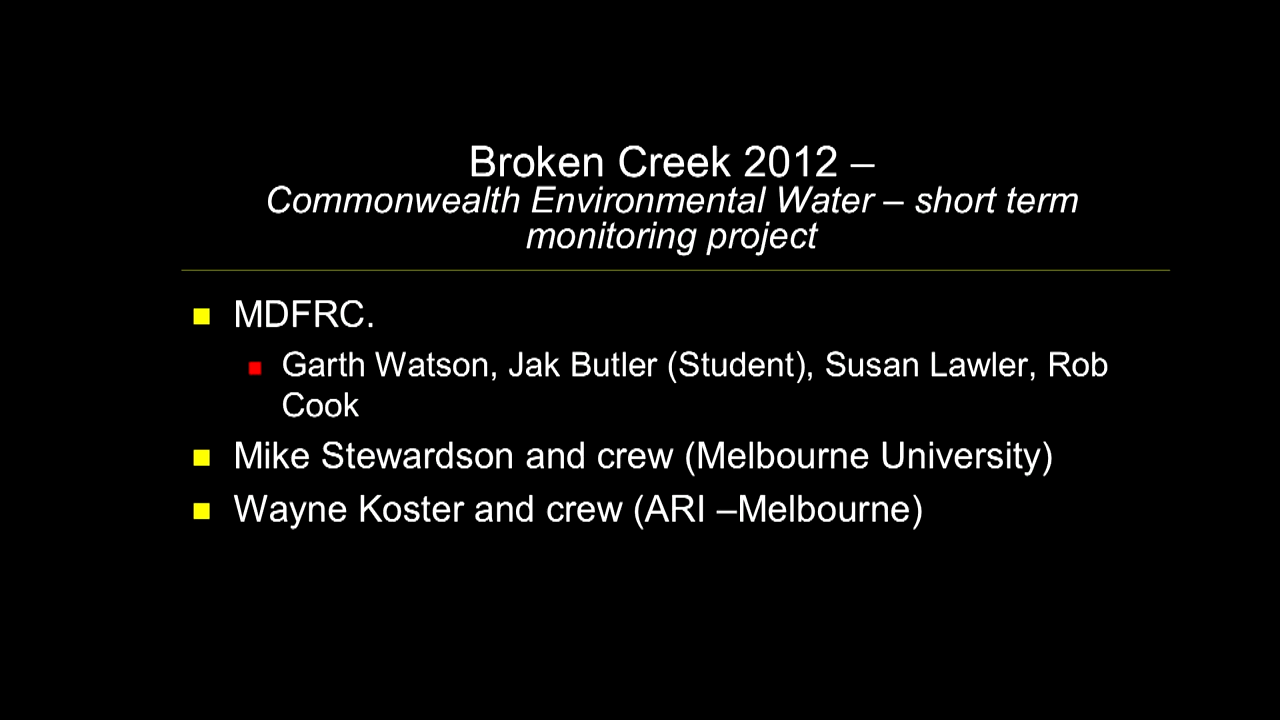 Broken Creek 2012 –
Commonwealth Environmental Water – short term
monitoring project
MDFRC.
Garth Watson, Jak Butler (Student), Susan Lawler, Rob
Cook
Mike Stewardson and crew (Melbourne University)
Wayne Koster and crew (ARI –Melbourne)